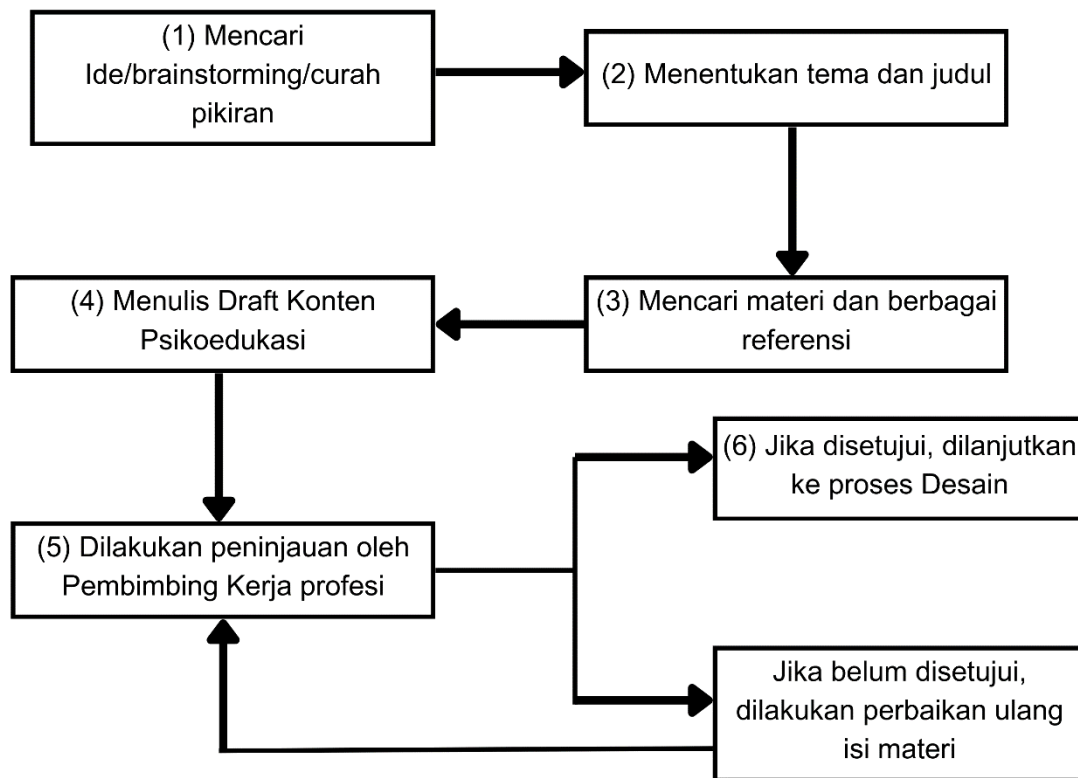 (1) Mencari
Ide/brainstorming/curah
pikiran
(2) Menentukan tema dan judul
(3) Mencari materi dan berbagai
referensi
(4) Menulis Draft Konten
Psikoedukasi
(5) Dilakukan peninjauan oleh
Pembimbing Kerja profesi
(6) Jika disetujui, dilanjutkan
ke proses Desain
Jika belum disetujui,
dilakukan perbaikan ulang
isi materi